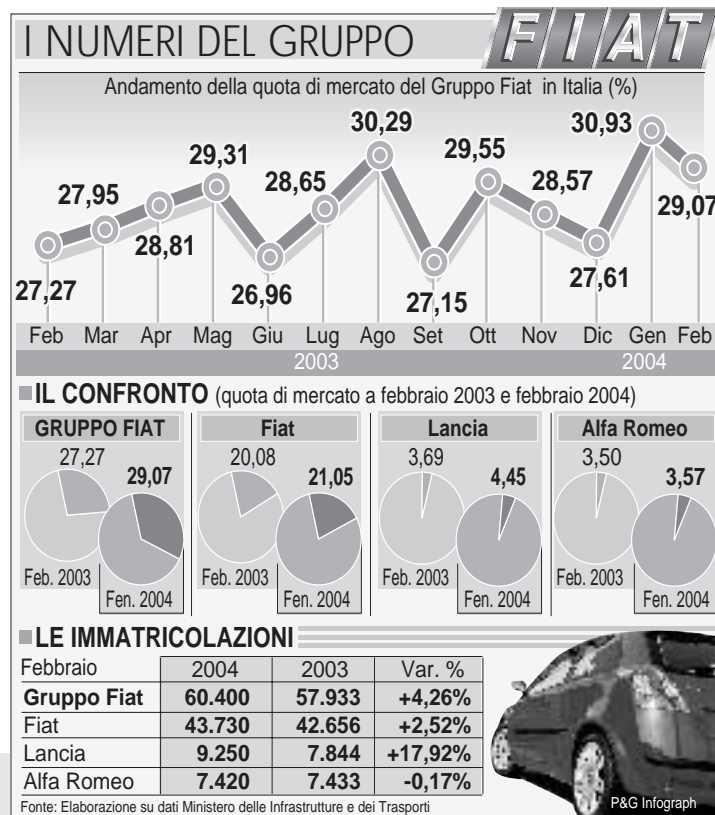 I NUMERI DEL GRUPPO FIAT
Andamento della quota di mercato del Gruppo Fiat in Italia (%)
27,27 27,95 28,81 29,31 26,96 28,65 30,29 27,15 29,55 28,57 27,61 30,93 29,07
Feb Mar Apr Mag Giu Lug Ago Set Ott Nov Dic Gen Feb
2003 2004
IL CONFRONTO (quota di mercato a febbraio 2003 e febbraio 2004)
GRUPPO FIAT
27,27
29,07
Feb. 2003
Fen. 2004
Fiat
20,08
21,05
Feb. 2003
Fen. 2004
Lancia
3,69
4,45
Feb. 2003
Fen. 2004
Alfa Romeo
3,50
3,57
Feb. 2003
Fen. 2004
LE IMMATRICOLAZIONI
Febbraio 2004 2003 Var. %
Gruppo Fiat 60.400 57.933 +4,26%
Fiat 43.730 42.656 +2,52%
Lancia 9.250 7.844 +17,92%
Alfa Romeo 7.420 7.433 -0,17%
Fonte: Elaborazione su dati Ministero delle Infrastrutture e dei Trasporti
P&G Infograph